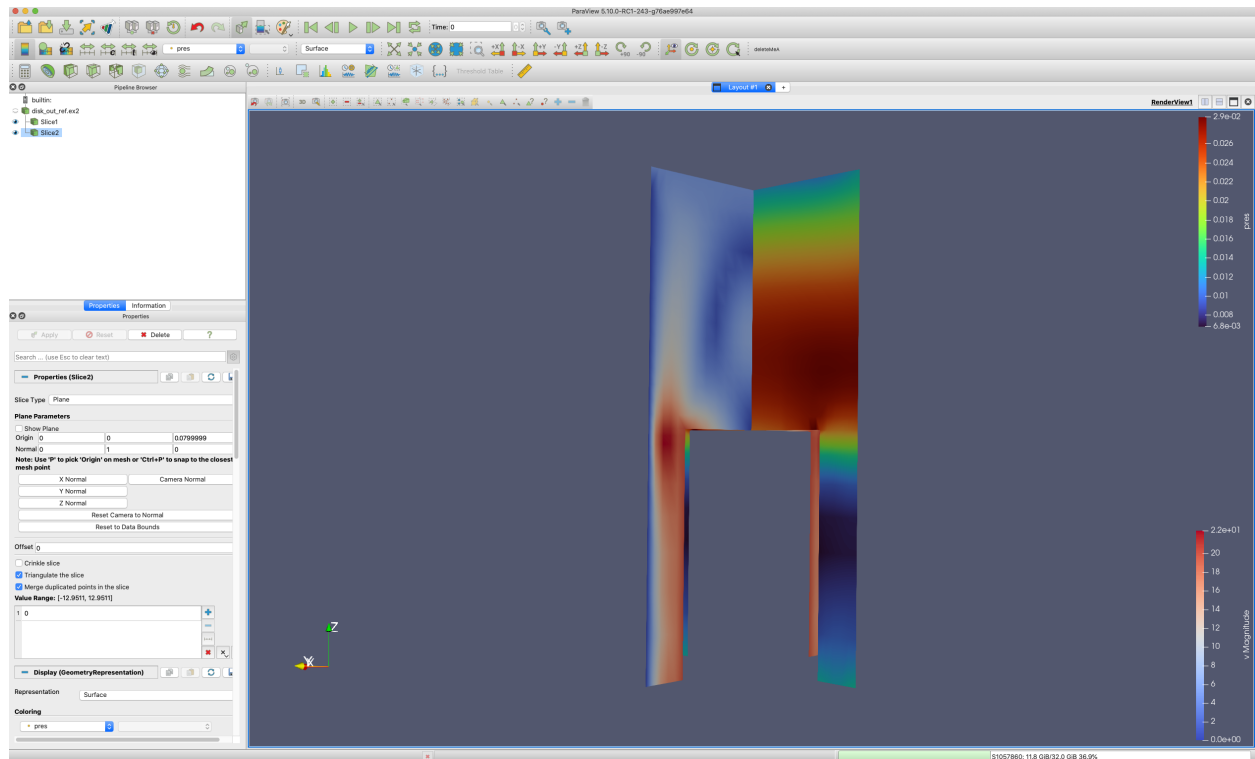 ParaView 5.10.0-RC1-243-g76ae997e64
Time: 0
pres
Surface
+90
-90
deleteMeA
Threshold Table
Pipeline Browser
builtin:
disk_out_ref.ex2
Slice1
Slice2
Layout #1
RenderView1
Properties
Information
Properties
Apply
Reset
Delete
?
Search ... (use Esc to clear text)
Properties (Slice2)
Slice Type Plane
Plane Parameters
Show Plane
Origin 0 0 0.0799999
Normal 0 1 0
Note: Use 'P' to pick 'Origin' on mesh or 'Ctrl+P' to snap to the closest
mesh point
X Normal
Camera Normal
Y Normal
Z Normal
Reset Camera to Normal
Reset to Data Bounds
Offset 0
Crinkle slice
Triangulate the slice
Merge duplicated points in the slice
Value Range: [-12.9511, 12.9511]
1 0
Display (GeometryRepresentation)
Representation Surface
Coloring
pres
2.9e-02
0.026
0.024
0.022
0.02
0.018
0.016
0.014
0.012
0.01
0.008
6.8e-03
pres
2.2e+01
20
18
16
14
12
10
8
6
4
2
0.0e+00
v Magnitude
Z
S1057860: 11.8 GiB/32.0 GiB 36.9%